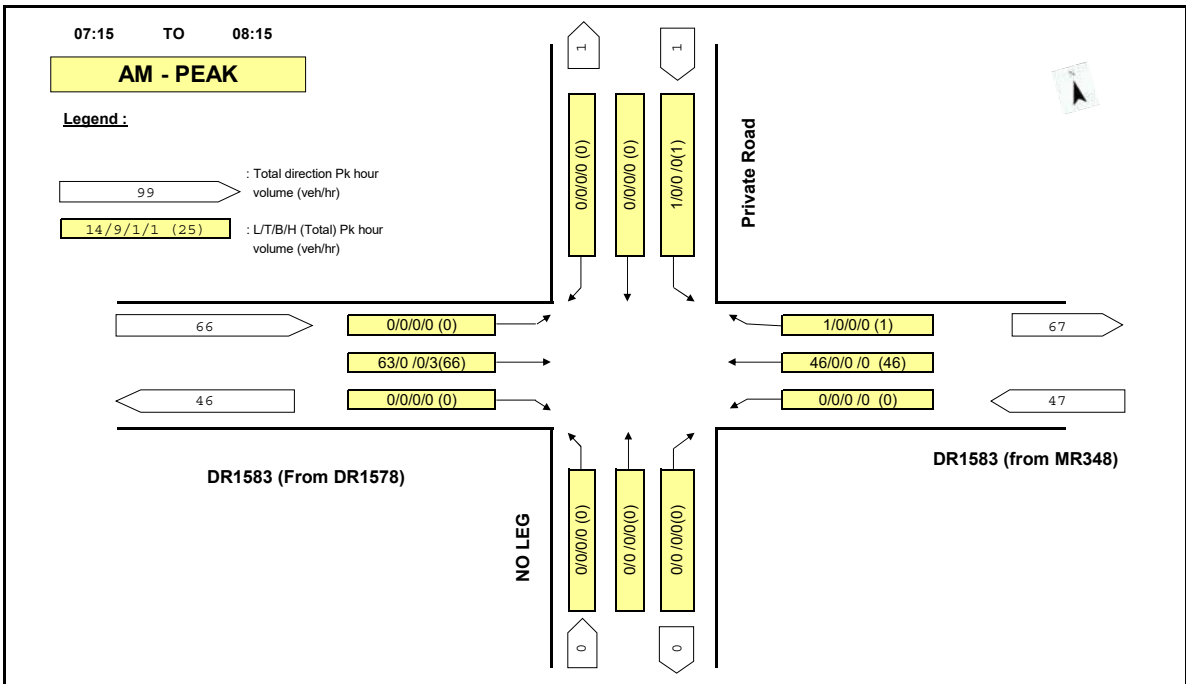 07:15 TO 08:15
AM - PEAK
Legend :
99
: Total direction Pk hour
volume (veh/hr)
14/9/1/1 (25)
: L/T/B/H (Total) Pk hour
volume (veh/hr)
1
1
0/0/0/0 (0)
0/0/0/0 (0)
1/0/0 /0(1)
Private Road
N
66
0/0/0/0 (0)
1/0/0/0 (1)
67
63/0 /0/3(66)
46/0/0 /0 (46)
46
0/0/0/0 (0)
0/0/0 /0 (0)
47
DR1583 (From DR1578)
DR1583 (from MR348)
NO LEG
0/0/0/0 (0)
0/0 /0/0(0)
0/0 /0/0(0)
0
0